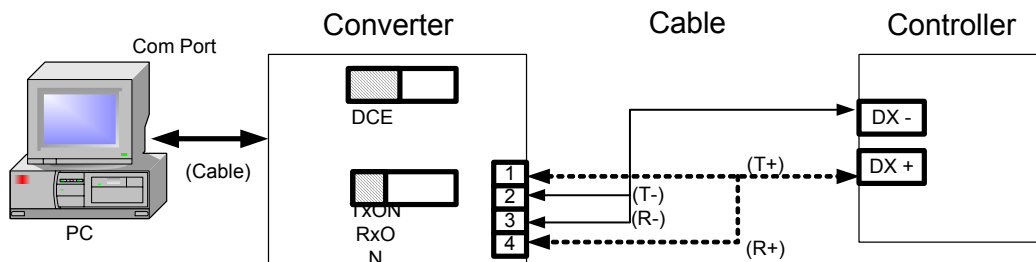 Converter
Cable
Controller
Com Port
DCE
DX -
(Cable)
1
(T+)
DX +
2
(T-)
TxON
3
(R-)
PC
RxO
4
(R+)
N